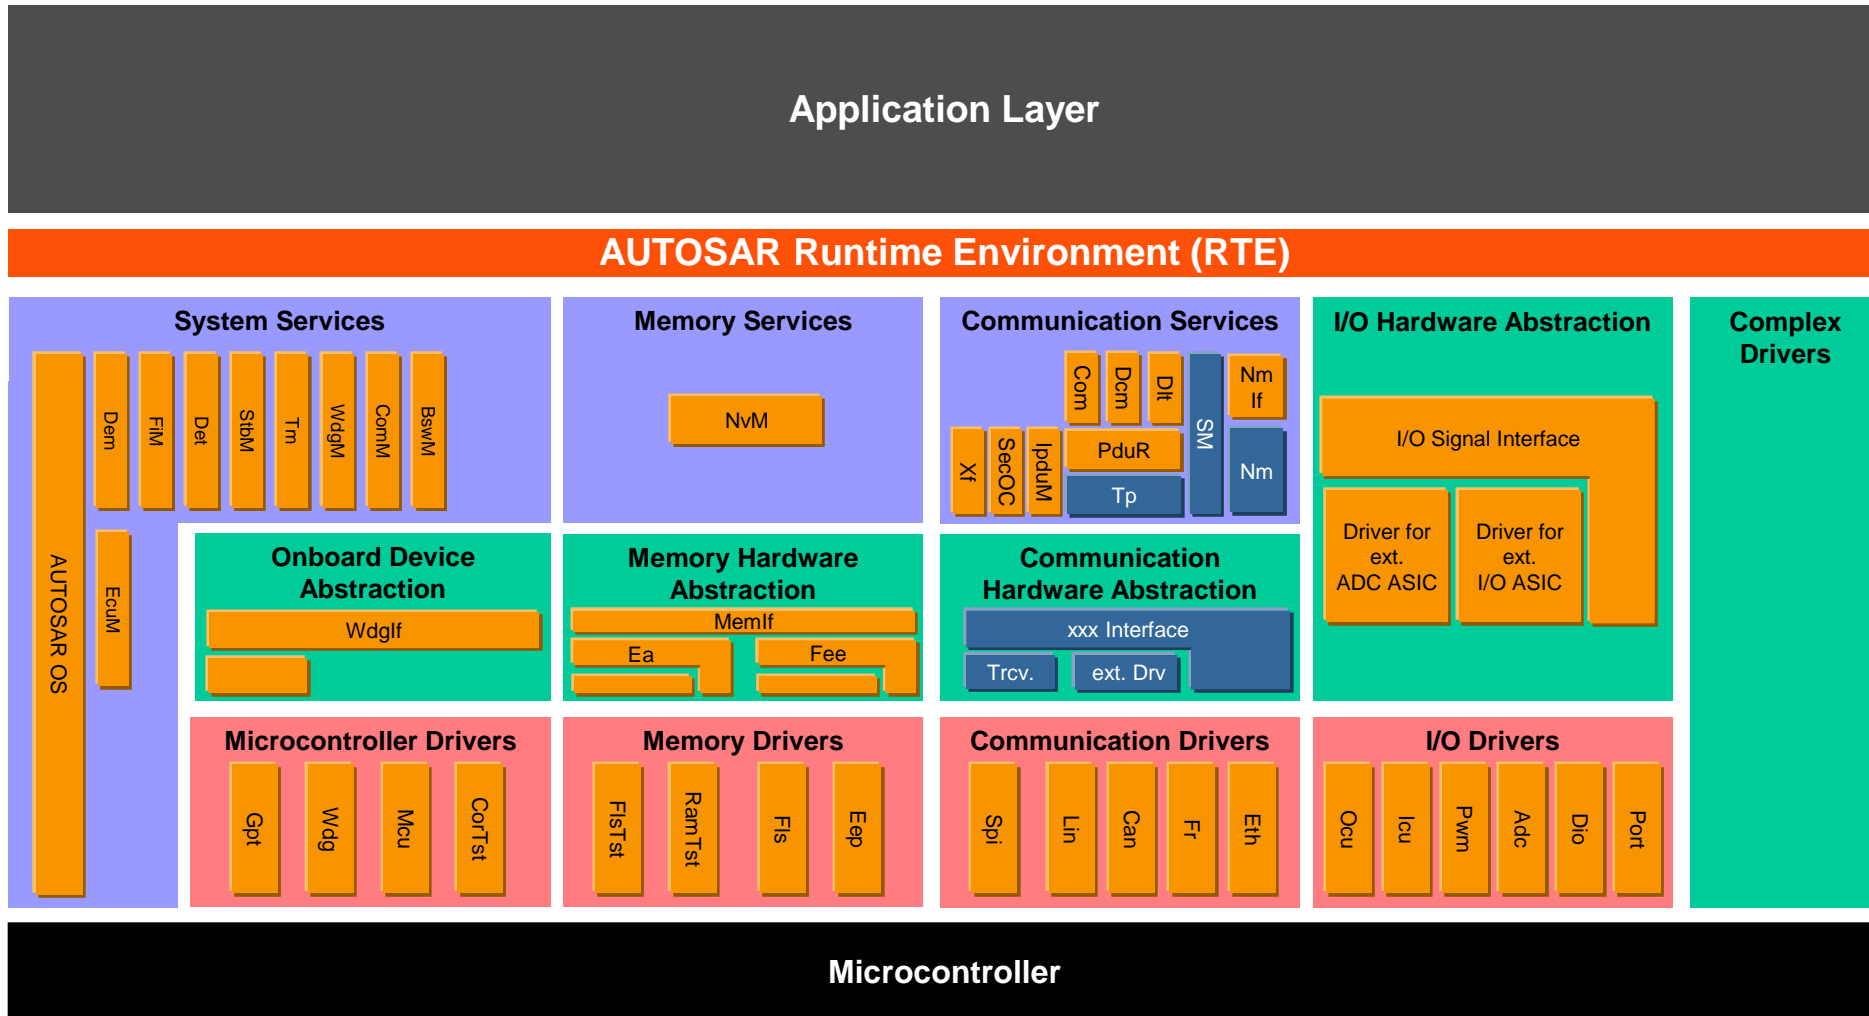 Application Layer
AUTOSAR Runtime Environment (RTE)
System Services
AUTOSAR OS
Dem
FiM
Det
StbM
Tm
WdgM
ComM
BswM
EcuM
Memory Services
NvM
Communication Services
Com
Dcm
Dlt
SM
Nm
If
Xf
SecOC
IpduM
PduR
Tp
Nm
I/O Hardware Abstraction
I/O Signal Interface
Driver for
ext.
ADC ASIC
Driver for
ext.
I/O ASIC
Complex
Drivers
Onboard Device
Abstraction
WdgIf
Memory Hardware
Abstraction
MemIf
Ea
Fee
Communication
Hardware Abstraction
xxx Interface
Trcv.
ext. Drv
Microcontroller Drivers
Gpt
Wdg
Mcu
CorTst
Memory Drivers
FlsTst
RamTst
Fls
Eep
Communication Drivers
Spi
Lin
Can
Fr
Eth
I/O Drivers
Ocu
Icu
Pwm
Adc
Dio
Port
Microcontroller